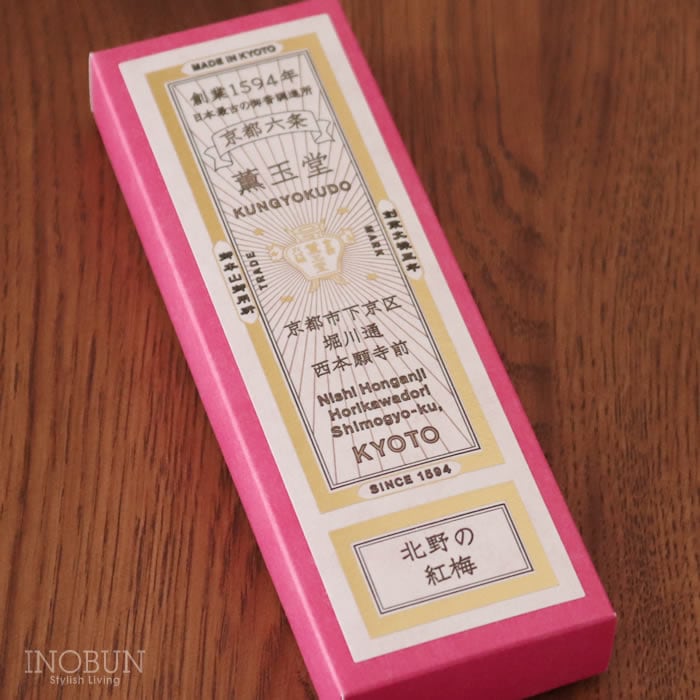 MADE IN KYOTO
創業1594年
日本最古の御香調進所
京都六条
薫玉堂
KUNGYOKUDO
TRADE
MARK
薫玉堂
京都市下京区
堀川通
西本願寺前
Nishi Honganji
Horikawadori
Shimogyo-ku,
KYOTO
SINCE 1594
北野の
紅梅
INOBUN
Stylish Living